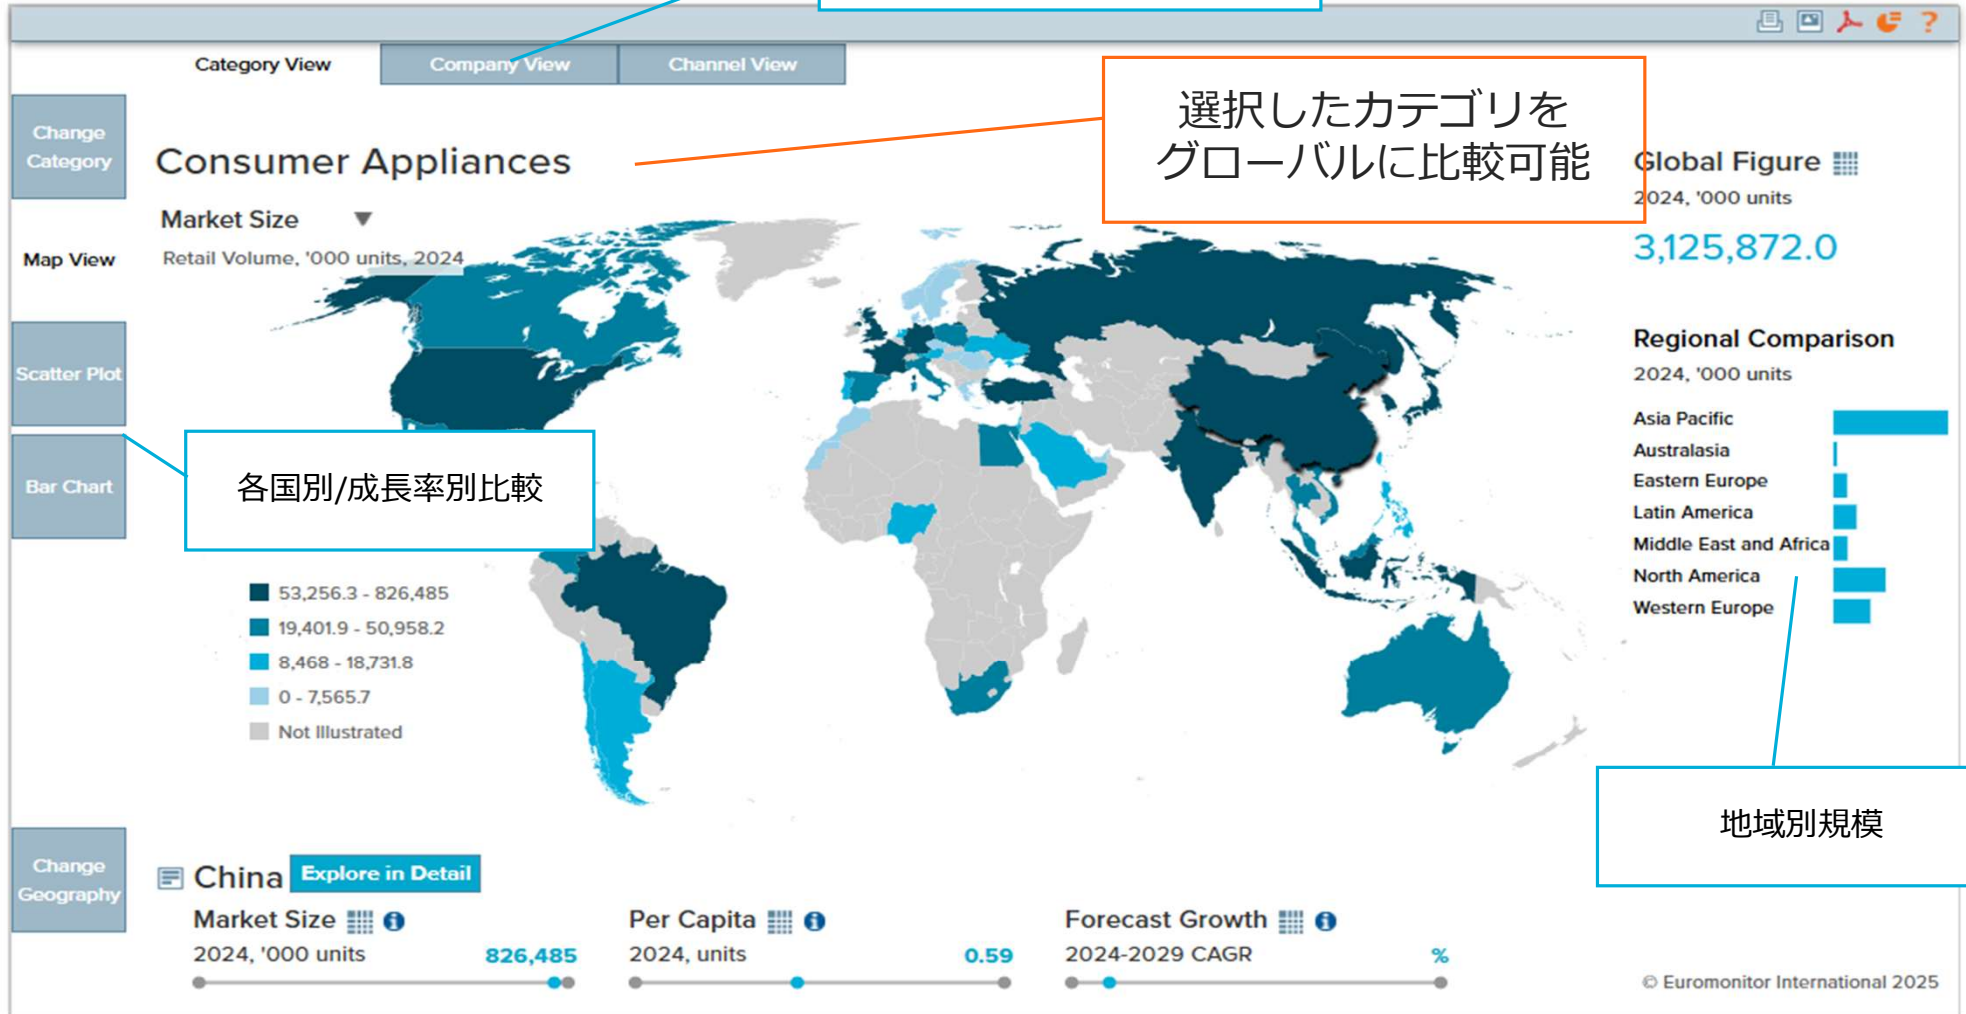 Category View
Company View
Channel View
選択したカテゴリを
グローバルに比較可能
Change
Category
Consumer Appliances
Market Size
Retail Volume, '000 units, 2024
Map View
Scatter Plot
Bar Chart
各国別/成長率別比較
53,256.3 - 826,485
19,401.9 - 50,958.2
8,468 - 18,731.8
0 - 7,565.7
Not Illustrated
Global Figure
2024, '000 units
3,125,872.0
Regional Comparison
2024, '000 units
Asia Pacific
Australasia
Eastern Europe
Latin America
Middle East and Africa
North America
Western Europe
地域別規模
Change
Geography
China
Explore in Detail
Market Size
2024, '000 units
826,485
Per Capita
2024, units
0.59
Forecast Growth
2024-2029 CAGR
%
© Euromonitor International 2025